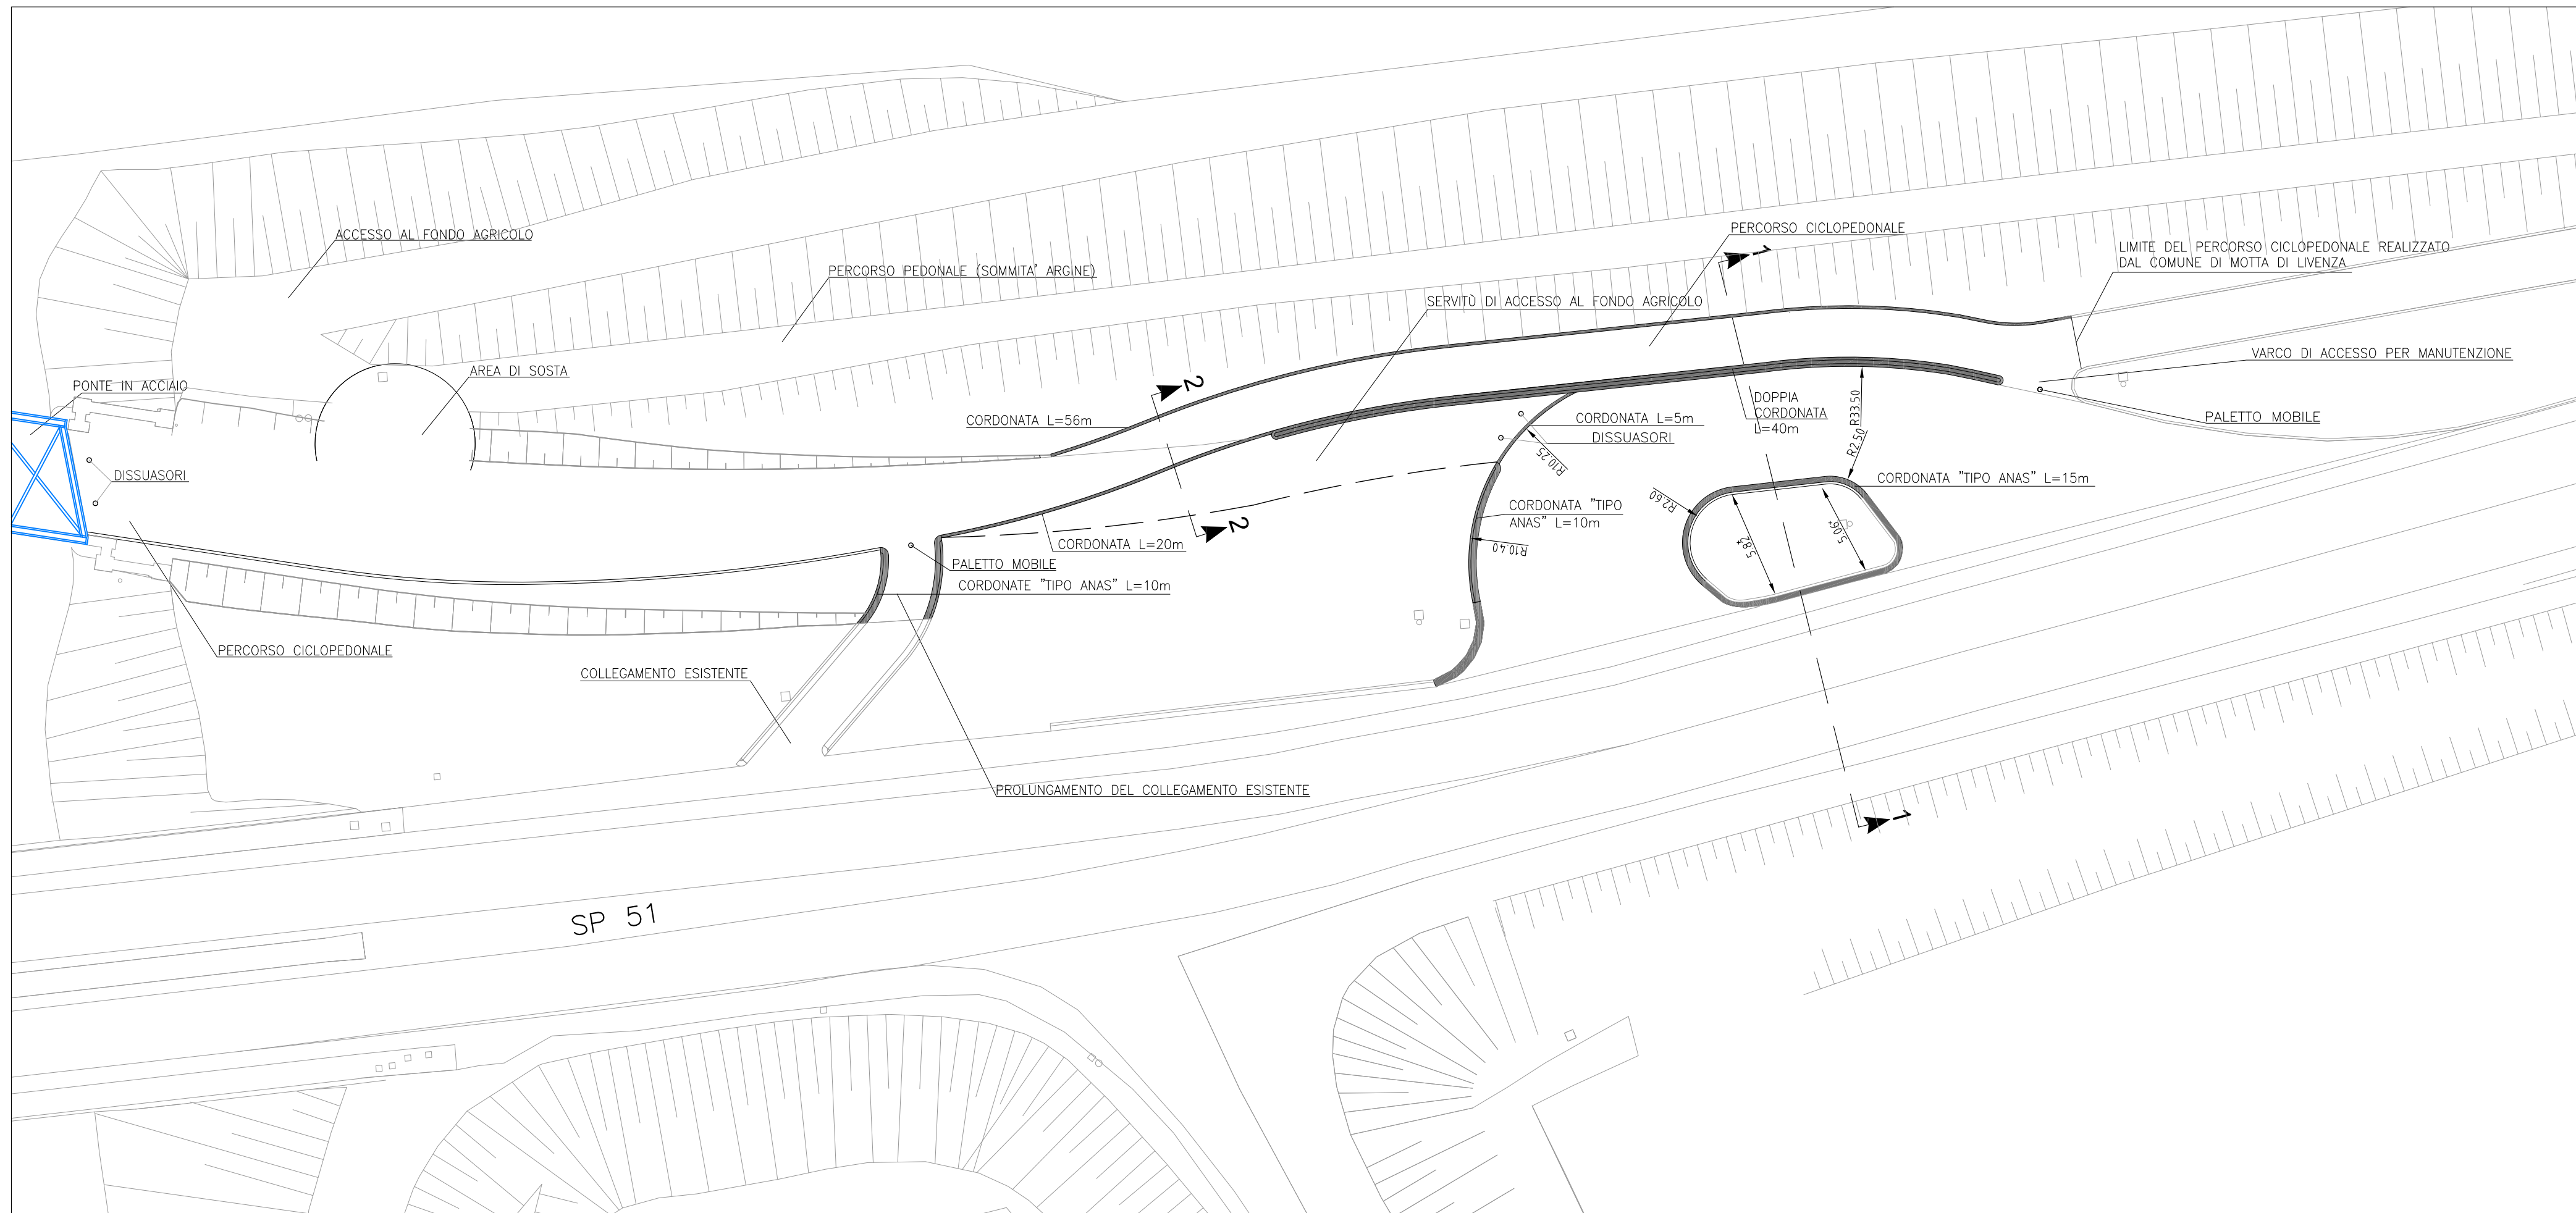 ACCESSO AL FONDO AGRICOLO
PERCORSO PEDONALE (SOMMITA' ARGINE)
PERCORSO CICLOPEDONALE
1
LIMITE DEL PERCORSO CICLOPEDONALE REALIZZATO
DAL COMUNE DI MOTTA DI LIVENZA
SERVITÙ DI ACCESSO AL FONDO AGRICOLO
VARCO DI ACCESSO PER MANUTENZIONE
PONTE IN ACCIAIO
AREA DI SOSTA
2
CORDONATA L=56m
DOPPIA
CORDONATA
L=40m
R33.50
CORDONATA L=5m
DISSUASORI
PALETTO MOBILE
R2.50
R10.25
DISSUASORI
CORDONATA "TIPO ANAS" L=15m
R2.60
CORDONATA "TIPO
ANAS" L=10m
5.82
5.06
2
CORDONATA L=20m
R10.40
PALETTO MOBILE
CORDONATE "TIPO ANAS" L=10m
PERCORSO CICLOPEDONALE
COLLEGAMENTO ESISTENTE
PROLUNGAMENTO DEL COLLEGAMENTO ESISTENTE
1
SP 51